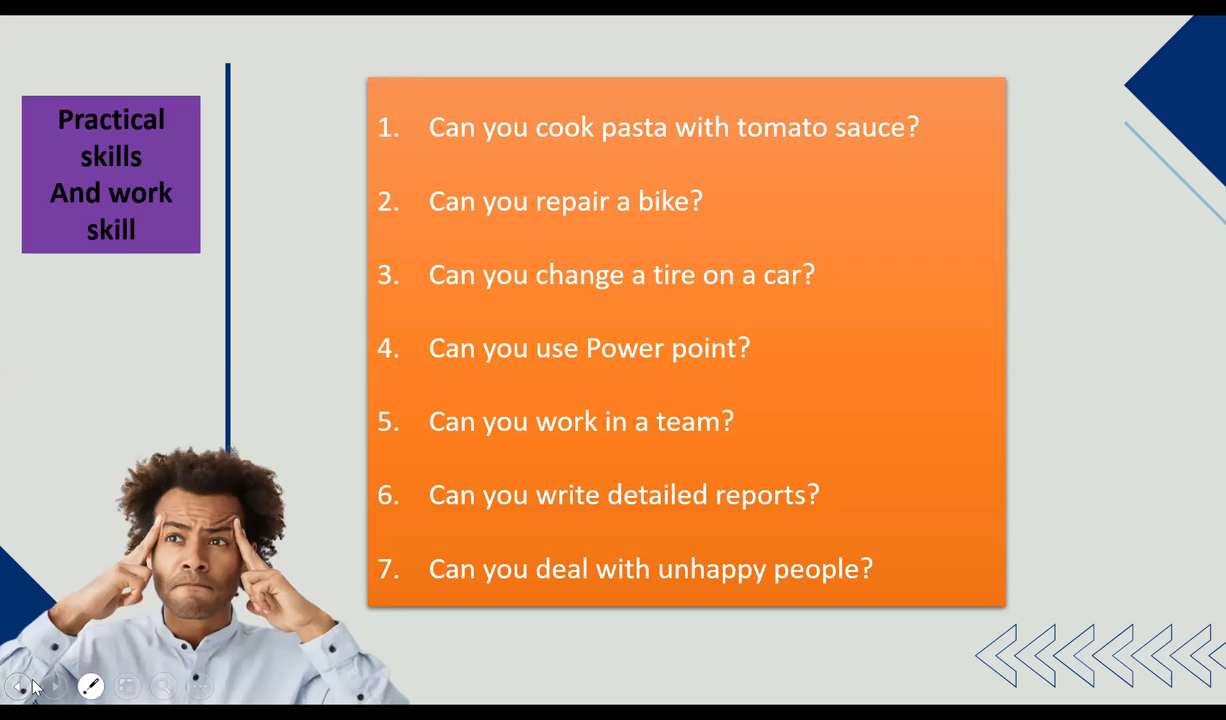 Practical
skills
And work
skill
1. Can you cook pasta with tomato sauce?
2. Can you repair a bike?
3. Can you change a tire on a car?
4. Can you use Power point?
5. Can you work in a team?
6. Can you write detailed reports?
7. Can you deal with unhappy people?